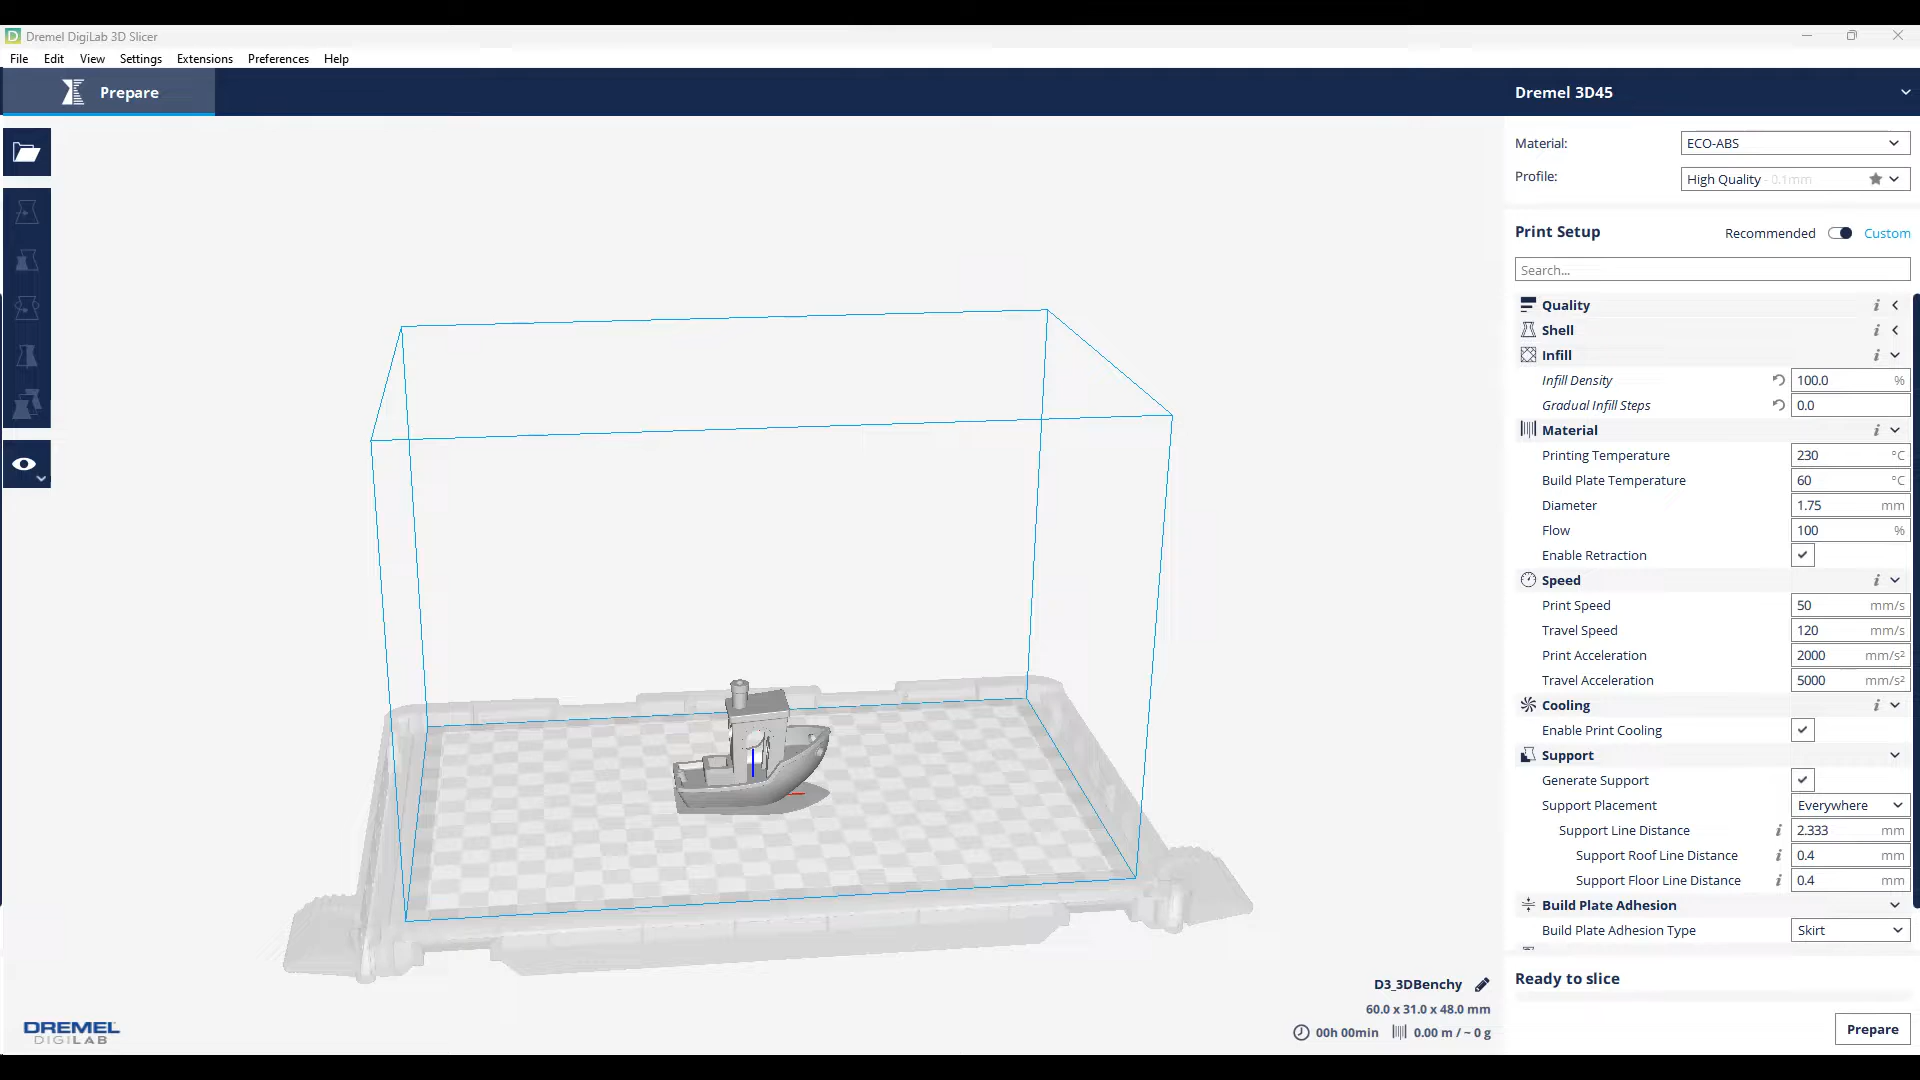 Dremel DigiLab 3D Slicer
File Edit View Settings Extensions Preferences Help
Prepare
Dremel 3D45
Material: ECO-ABS
Profile: High Quality - 0.1mm
Print Setup Recommended Custom
Search...
Quality
Shell
Infill
Infill Density 100.0 %
Gradual Infill Steps 0.0
Material
Printing Temperature 230 °C
Build Plate Temperature 60 °C
Diameter 1.75 mm
Flow 100 %
Enable Retraction
Speed
Print Speed 50 mm/s
Travel Speed 120 mm/s
Print Acceleration 2000 mm/s²
Travel Acceleration 5000 mm/s²
Cooling
Enable Print Cooling
Support
Generate Support
Support Placement Everywhere
Support Line Distance 2.333 mm
Support Roof Line Distance 0.4 mm
Support Floor Line Distance 0.4 mm
Build Plate Adhesion
Build Plate Adhesion Type Skirt
Ready to slice
Prepare
D3_3DBenchy
60.0 x 31.0 x 48.0 mm
00h 00min 0.00 m / ~ 0 g
DREMEL
DIGILAB